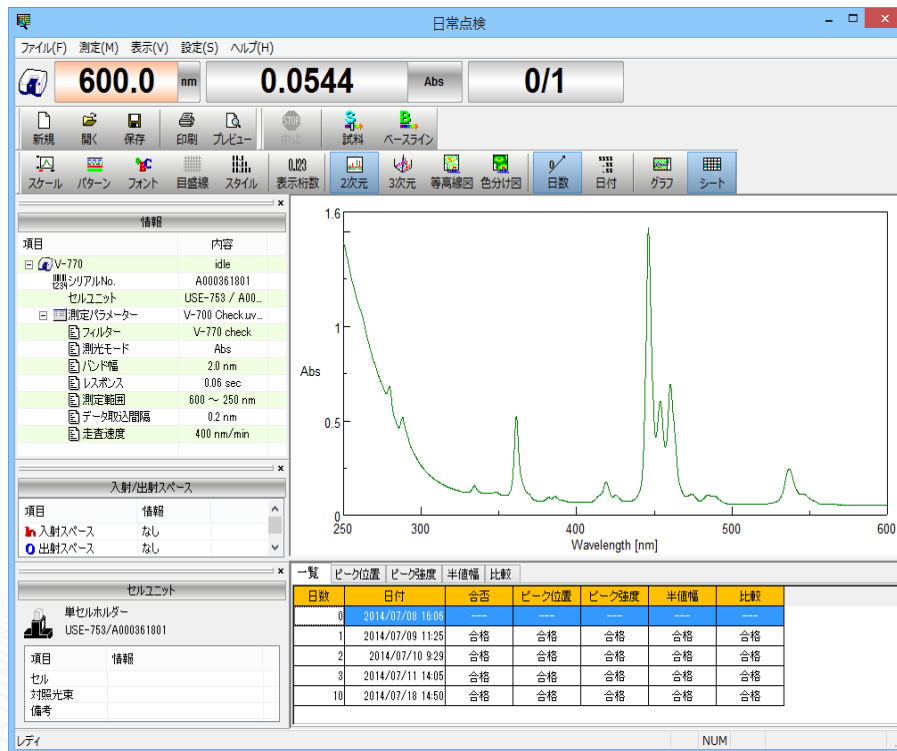 日常点検
ファイル(F) 測定(M) 表示(V) 設定(S) ヘルプ(H)
600.0 nm 0.0544 Abs 0/1
新規 開く 保存 印刷 プレビュー STOP 中止 S 試料 B ベースライン
スケール パターン フォント 目盛線 スタイル 0.123 表示桁数 2次元 3次元 等高線図 色分け図 日数 日付 グラフ シート
情報
項目 内容
V-770 idle
シリアルNo. A000361801
セルユニット USE-753 / A00...
測定パラメーター V-700 Check.uv...
フィルター V-770 check
測光モード Abs
バンド幅 2.0 nm
レスポンス 0.06 sec
測定範囲 600 ～ 250 nm
データ取込間隔 0.2 nm
走査速度 400 nm/min
入射/出射スペース
項目 情報
In 入射スペース なし
O 出射スペース なし
セルユニット
単セルホルダー
USE-753/A000361801
項目 情報
セル
対照光束
備考
1.6
1
Abs
0.5
0
250 300 400 500 600
Wavelength [nm]
一覧 ピーク位置 ピーク強度 半値幅 比較
日数 日付 合否 ピーク位置 ピーク強度 半値幅 比較
0 2014/07/08 16:06 --- --- --- --- ---
1 2014/07/09 11:25 合格 合格 合格 合格 合格
2 2014/07/10 9:29 合格 合格 合格 合格 合格
3 2014/07/11 14:05 合格 合格 合格 合格 合格
10 2014/07/18 14:50 合格 合格 合格 合格 合格
レディ NUM